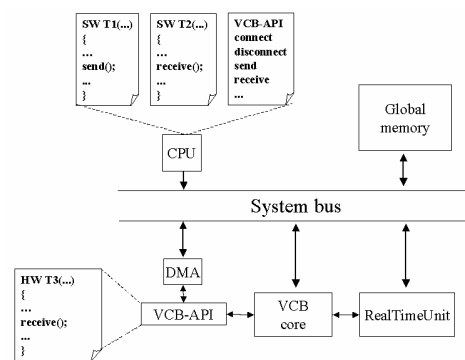 SW T1(...)
{
...
send();
...
}
SW T2(...)
{
...
receive();
...
}
VCB-API
connect
disconnect
send
receive
...
Global
memory
CPU
System bus
DMA
HW T3(...)
{
...
receive();
...
}
VCB-API
VCB
core
RealTimeUnit